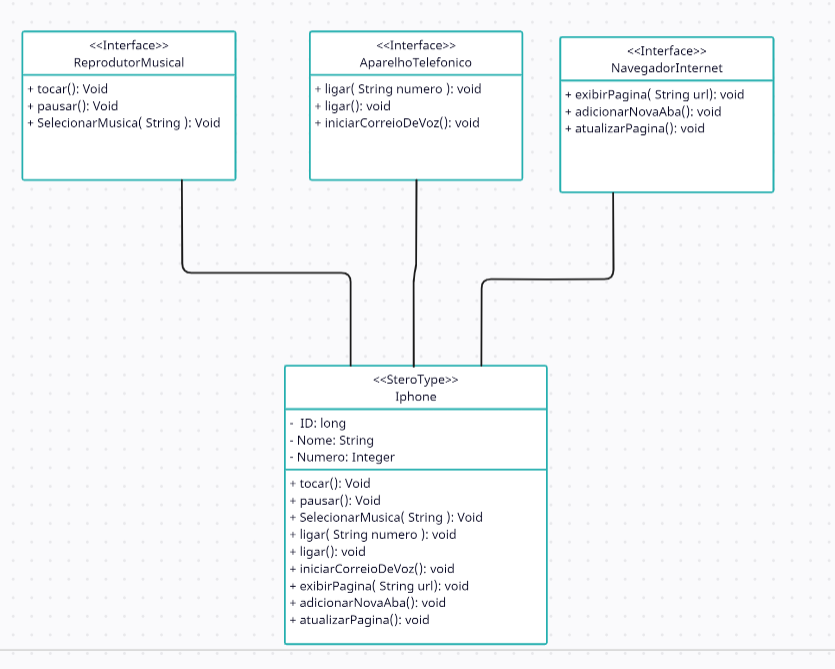 <<Interface>>
ReprodutorMusical
+ tocar(): Void
+ pausar(): Void
+ SelecionarMusica( String ): Void
<<Interface>>
AparelhoTelefonico
+ ligar( String numero ): void
+ ligar(): void
+ iniciarCorreioDeVoz(): void
<<Interface>>
NavegadorInternet
+ exibirPagina( String url): void
+ adicionarNovaAba(): void
+ atualizarPagina(): void
<<SteroType>>
Iphone
- ID: long
- Nome: String
- Numero: Integer
+ tocar(): Void
+ pausar(): Void
+ SelecionarMusica( String ): Void
+ ligar( String numero ): void
+ ligar(): void
+ iniciarCorreioDeVoz(): void
+ exibirPagina( String url): void
+ adicionarNovaAba(): void
+ atualizarPagina(): void